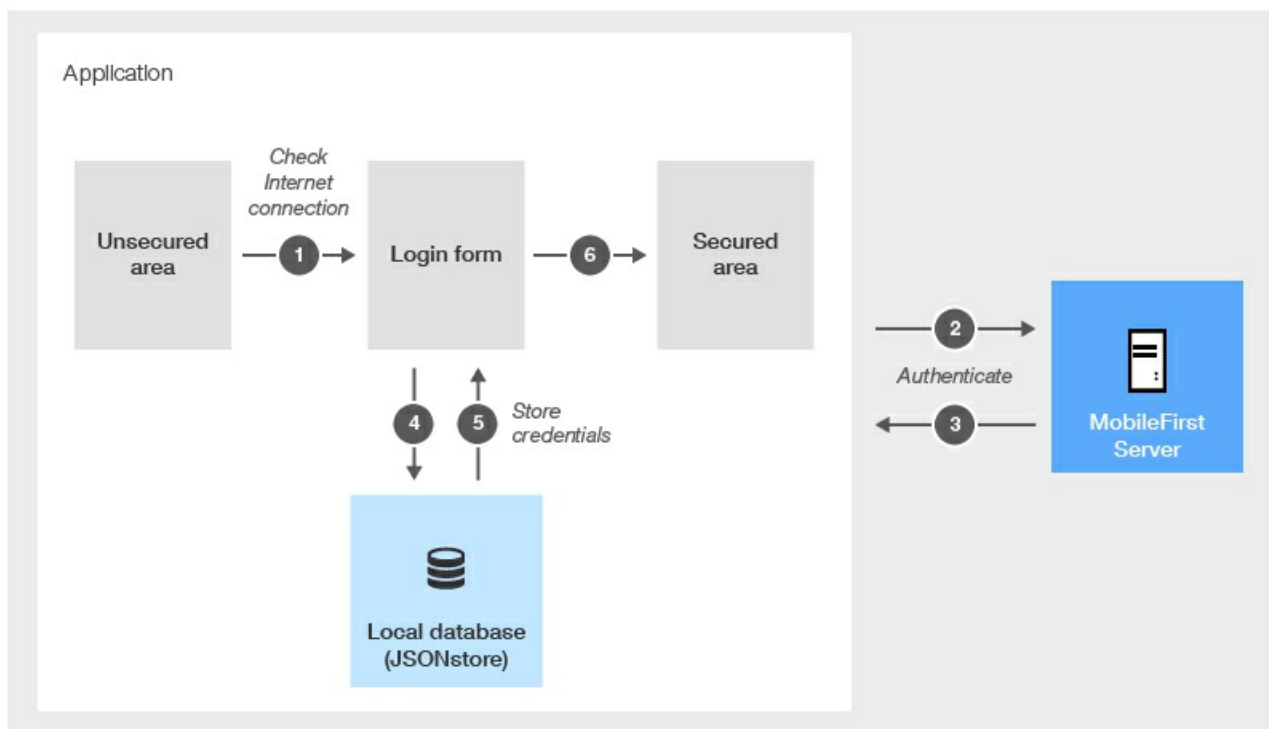 Application
Check
Internet
connection
Unsecured
area
1
Login form
6
Secured
area
2
Authenticate
3
MobileFirst
Server
4
5
Store
credentials
Local database
(JSONstore)